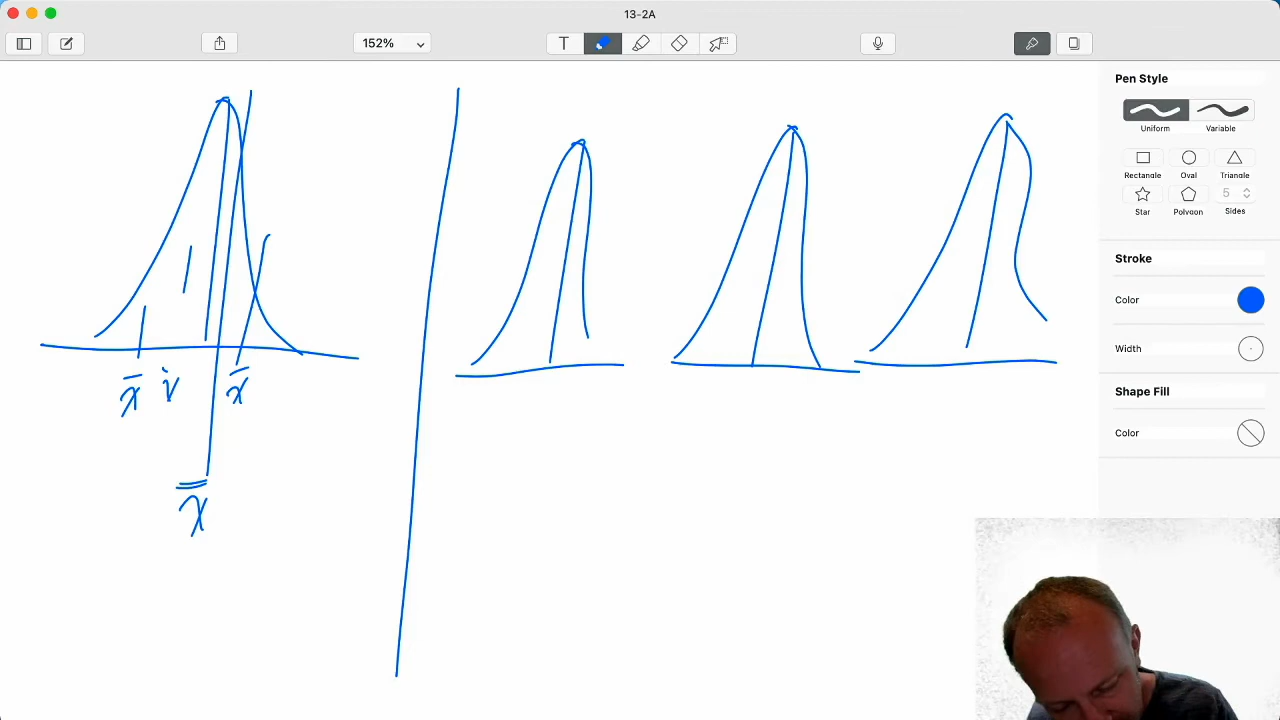 13-2A
T
152%
Pen Style
Uniform Variable
Rectangle Oval Triangle
Star Polygon 5 Sides
Stroke
Color
Width
Shape Fill
Color
x̄ x̄
x̿